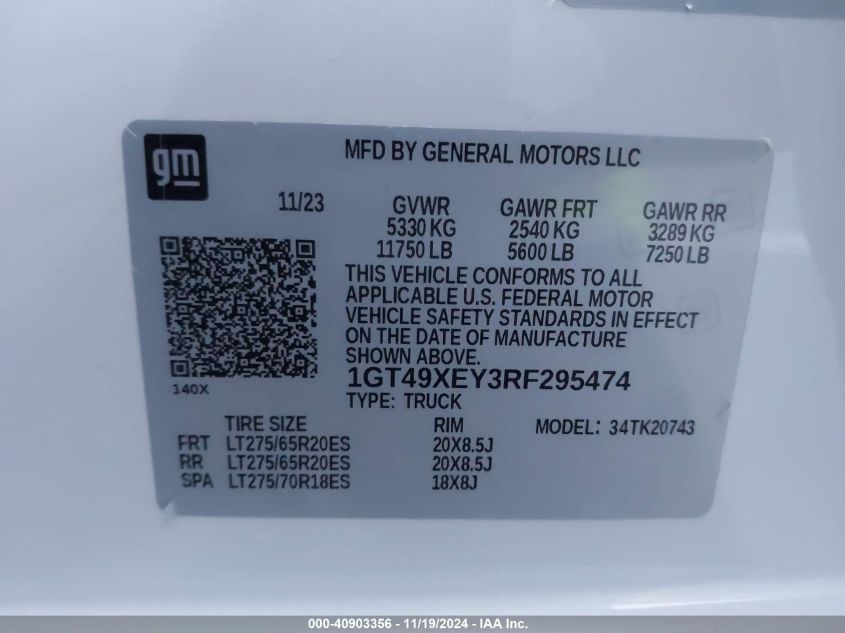 gm
MFD BY GENERAL MOTORS LLC
11/23 GVWR GAWR FRT GAWR RR
5330 KG 2540 KG 3289 KG
11750 LB 5600 LB 7250 LB
THIS VEHICLE CONFORMS TO ALL
APPLICABLE U.S. FEDERAL MOTOR
VEHICLE SAFETY STANDARDS IN EFFECT
ON THE DATE OF MANUFACTURE
SHOWN ABOVE.
140X
1GT49XEY3RF295474
TYPE: TRUCK
TIRE SIZE RIM MODEL: 34TK20743
FRT LT275/65R20ES 20X8.5J
RR LT275/65R20ES 20X8.5J
SPA LT275/70R18ES 18X8J
000-40903356 - 11/19/2024 - IAA Inc.